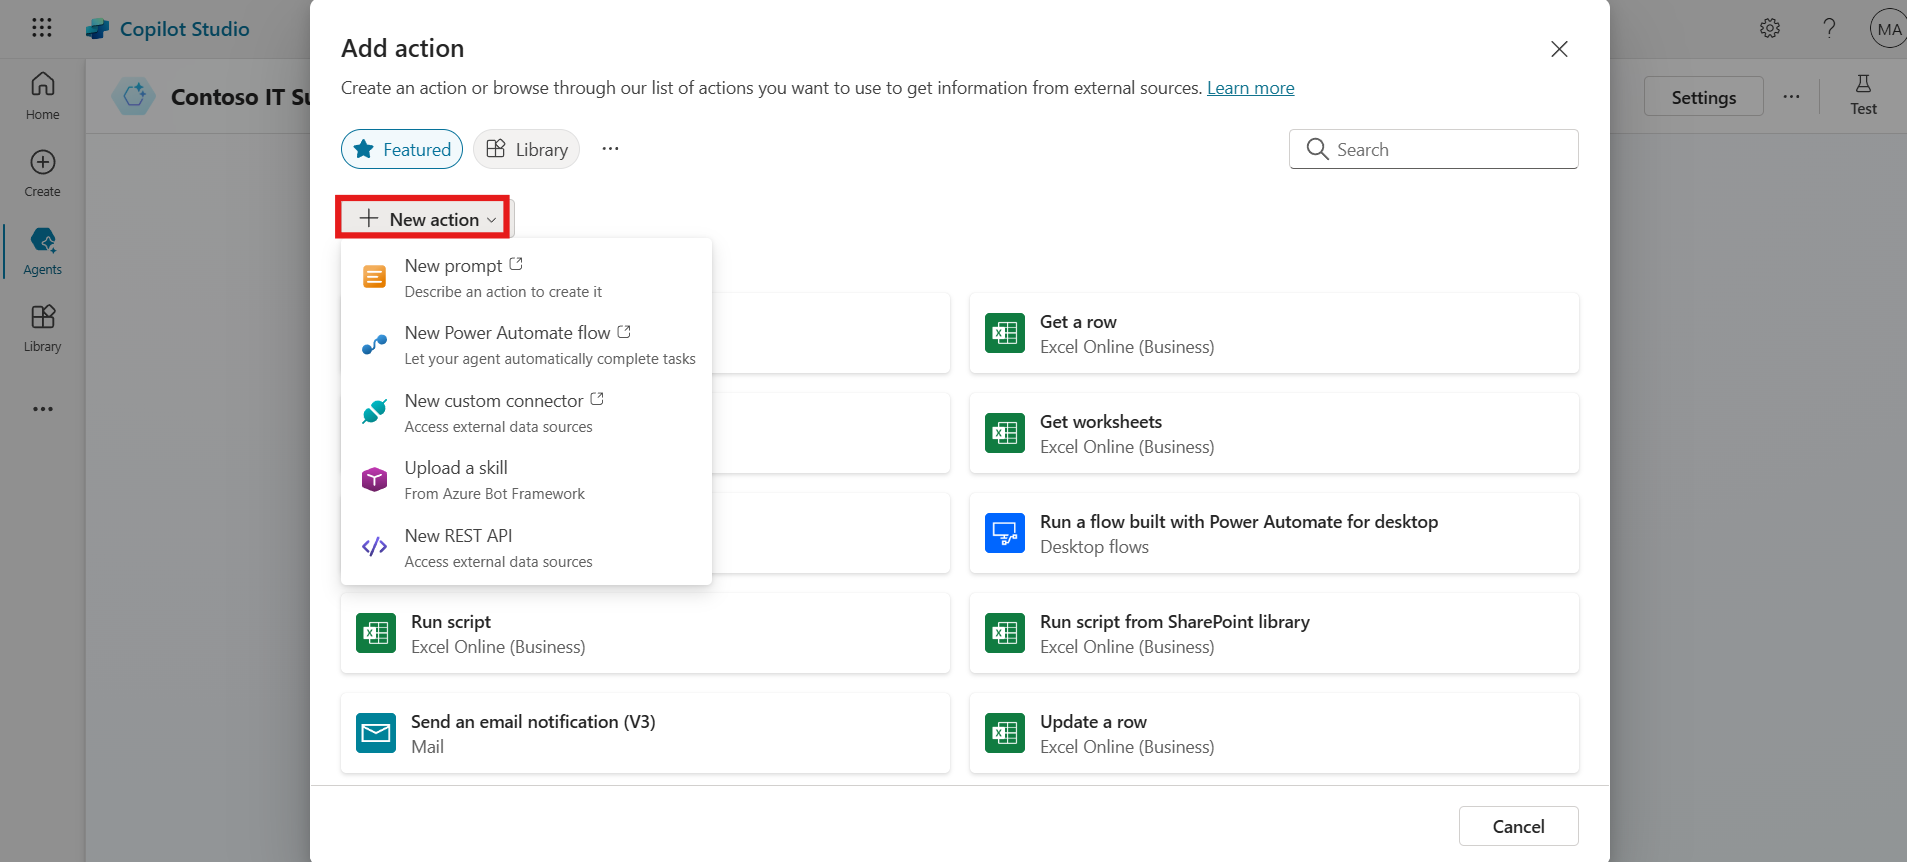 Copilot Studio
MA
Home
Create
Agents
Library
Contoso IT Su
Settings
Test
Add action
Create an action or browse through our list of actions you want to use to get information from external sources. Learn more
Featured
Library
Search
New action
New prompt
Describe an action to create it
New Power Automate flow
Let your agent automatically complete tasks
New custom connector
Access external data sources
Upload a skill
From Azure Bot Framework
New REST API
Access external data sources
Get a row
Excel Online (Business)
Get worksheets
Excel Online (Business)
Run a flow built with Power Automate for desktop
Desktop flows
Run script
Excel Online (Business)
Run script from SharePoint library
Excel Online (Business)
Send an email notification (V3)
Mail
Update a row
Excel Online (Business)
Cancel